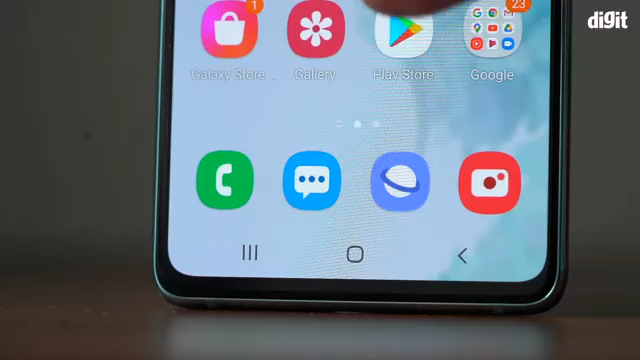 digit
1
23
Galaxy Store
Gallery
Play Store
Google